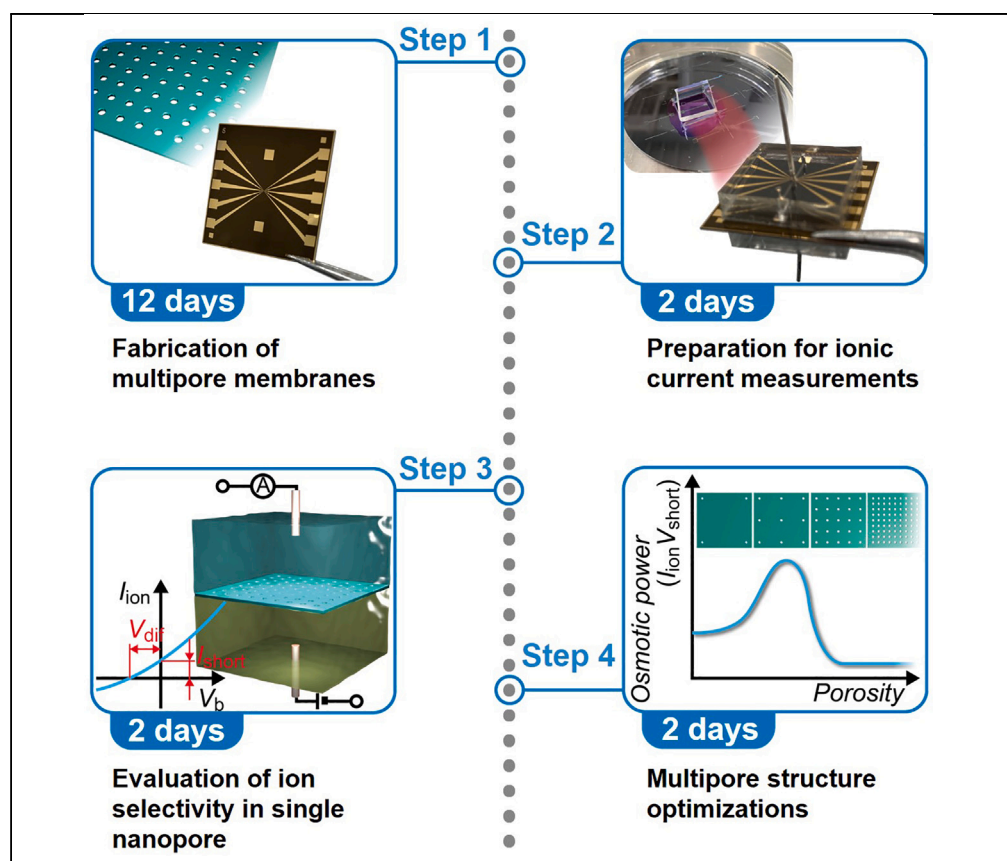 Step 1
12 days
Fabrication of
multipore membranes
Step 2
2 days
Preparation for ionic
current measurements
Step 3
A
Iion
Vdif
Ishort
Vb
2 days
Evaluation of ion
selectivity in single
nanopore
Step 4
Osmotic power
(Iion Vshort)
Porosity
2 days
Multipore structure
optimizations